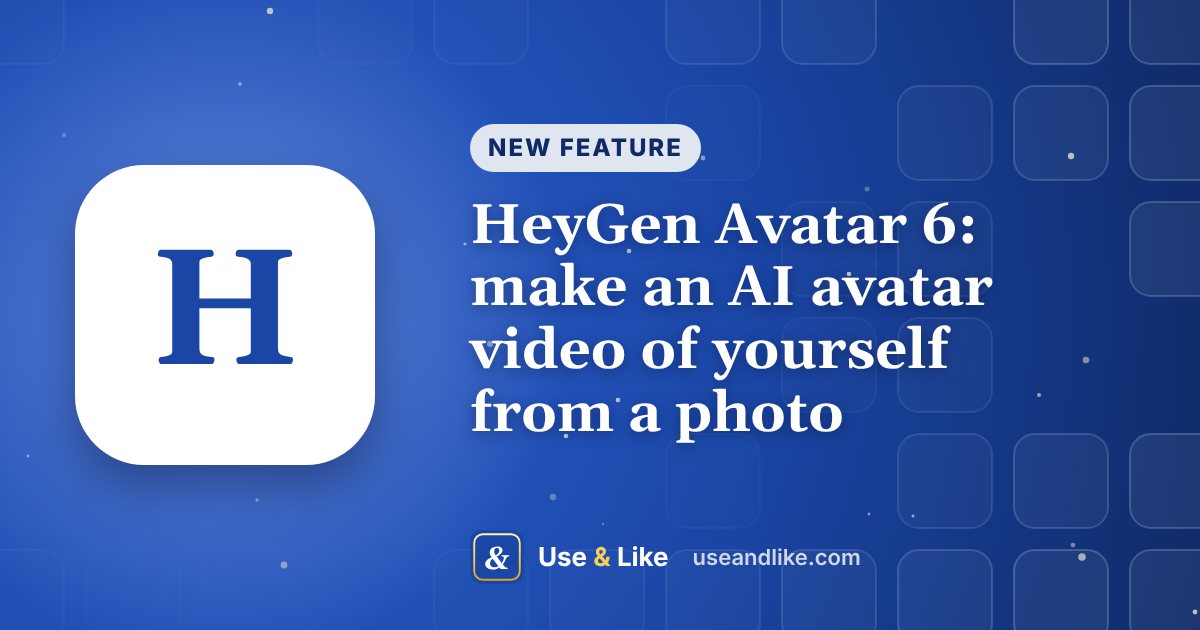 H
NEW FEATURE
HeyGen Avatar 6:
make an AI avatar
video of yourself
from a photo
& Use & Like useandlike.com